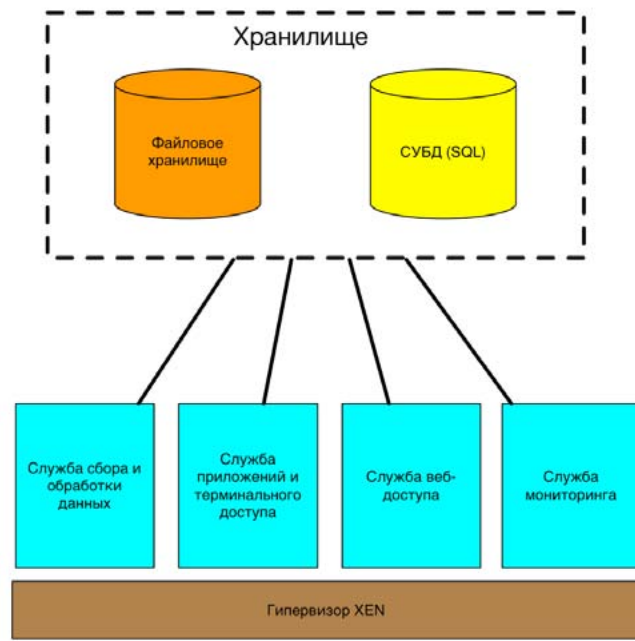 Хранилище
Файловое
хранилище
СУБД (SQL)
Служба сбора и
обработки
данных
Служба
приложений и
терминального
доступа
Служба веб-
доступа
Служба
мониторинга
Гипервизор XEN